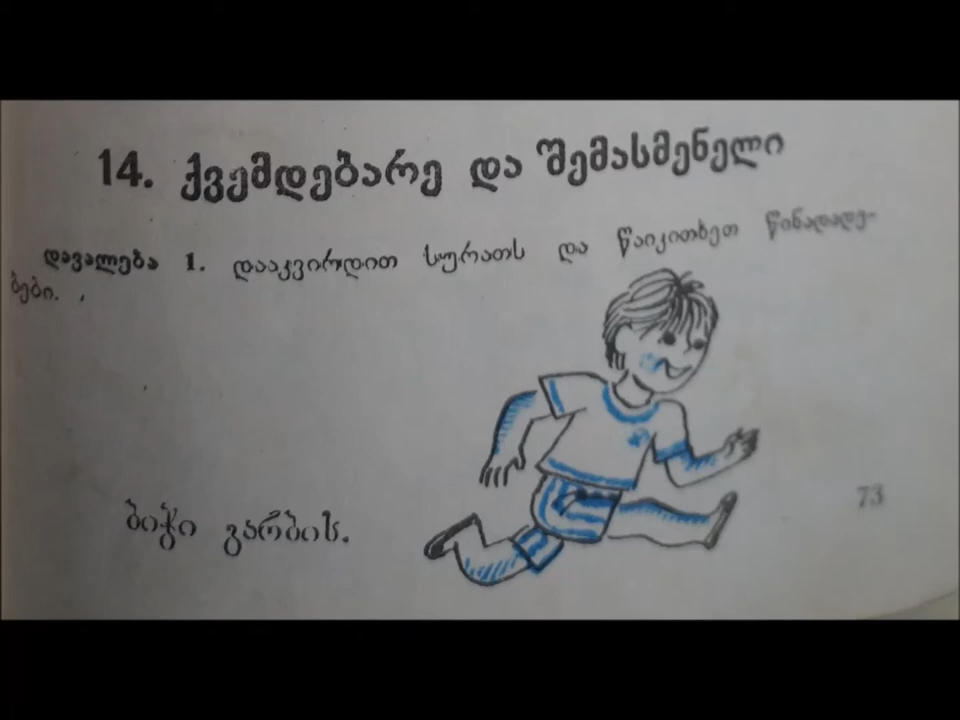 14. ქვემდებარე და შემასმენელი
დავალება 1. დააკვირდით სურათს და წაიკითხეთ წინადადე-
ბები.
ბიჭი გარბის.
73